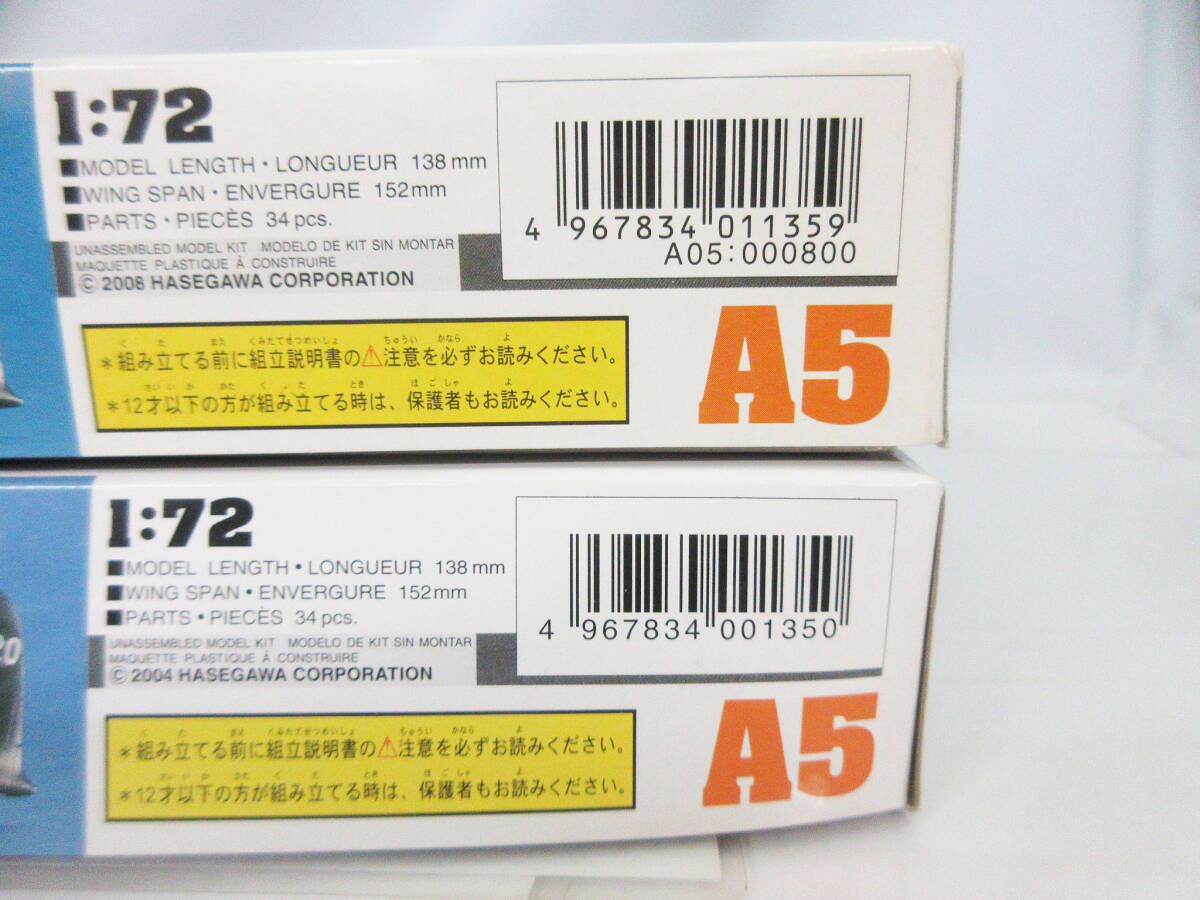 1:72
■MODEL LENGTH・LONGUEUR 138mm
■WING SPAN・ENVERGURE 152mm
■PARTS・PIECÈS 34pcs.
UNASSEMBLED MODEL KIT MODELO DE KIT SIN MONTAR
MAQUETTE PLASTIQUE À CONSTRUIRE
© 2008 HASEGAWA CORPORATION
4 967834 011359
A05:000800
*組み立てる前に組立説明書の⚠注意を必ずお読みください。
*12才以下の方が組み立てる時は、保護者もお読みください。
A5
20
1:72
■MODEL LENGTH・LONGUEUR 138mm
■WING SPAN・ENVERGURE 152mm
■PARTS・PIECÈS 34pcs.
UNASSEMBLED MODEL KIT MODELO DE KIT SIN MONTAR
MAQUETTE PLASTIQUE À CONSTRUIRE
© 2004 HASEGAWA CORPORATION
4 967834 001350
*組み立てる前に組立説明書の⚠注意を必ずお読みください。
*12才以下の方が組み立てる時は、保護者もお読みください。
A5